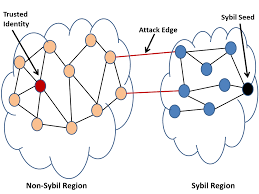 Trusted
Identity
Attack Edge
Sybil Seed
Non-Sybil Region
Sybil Region